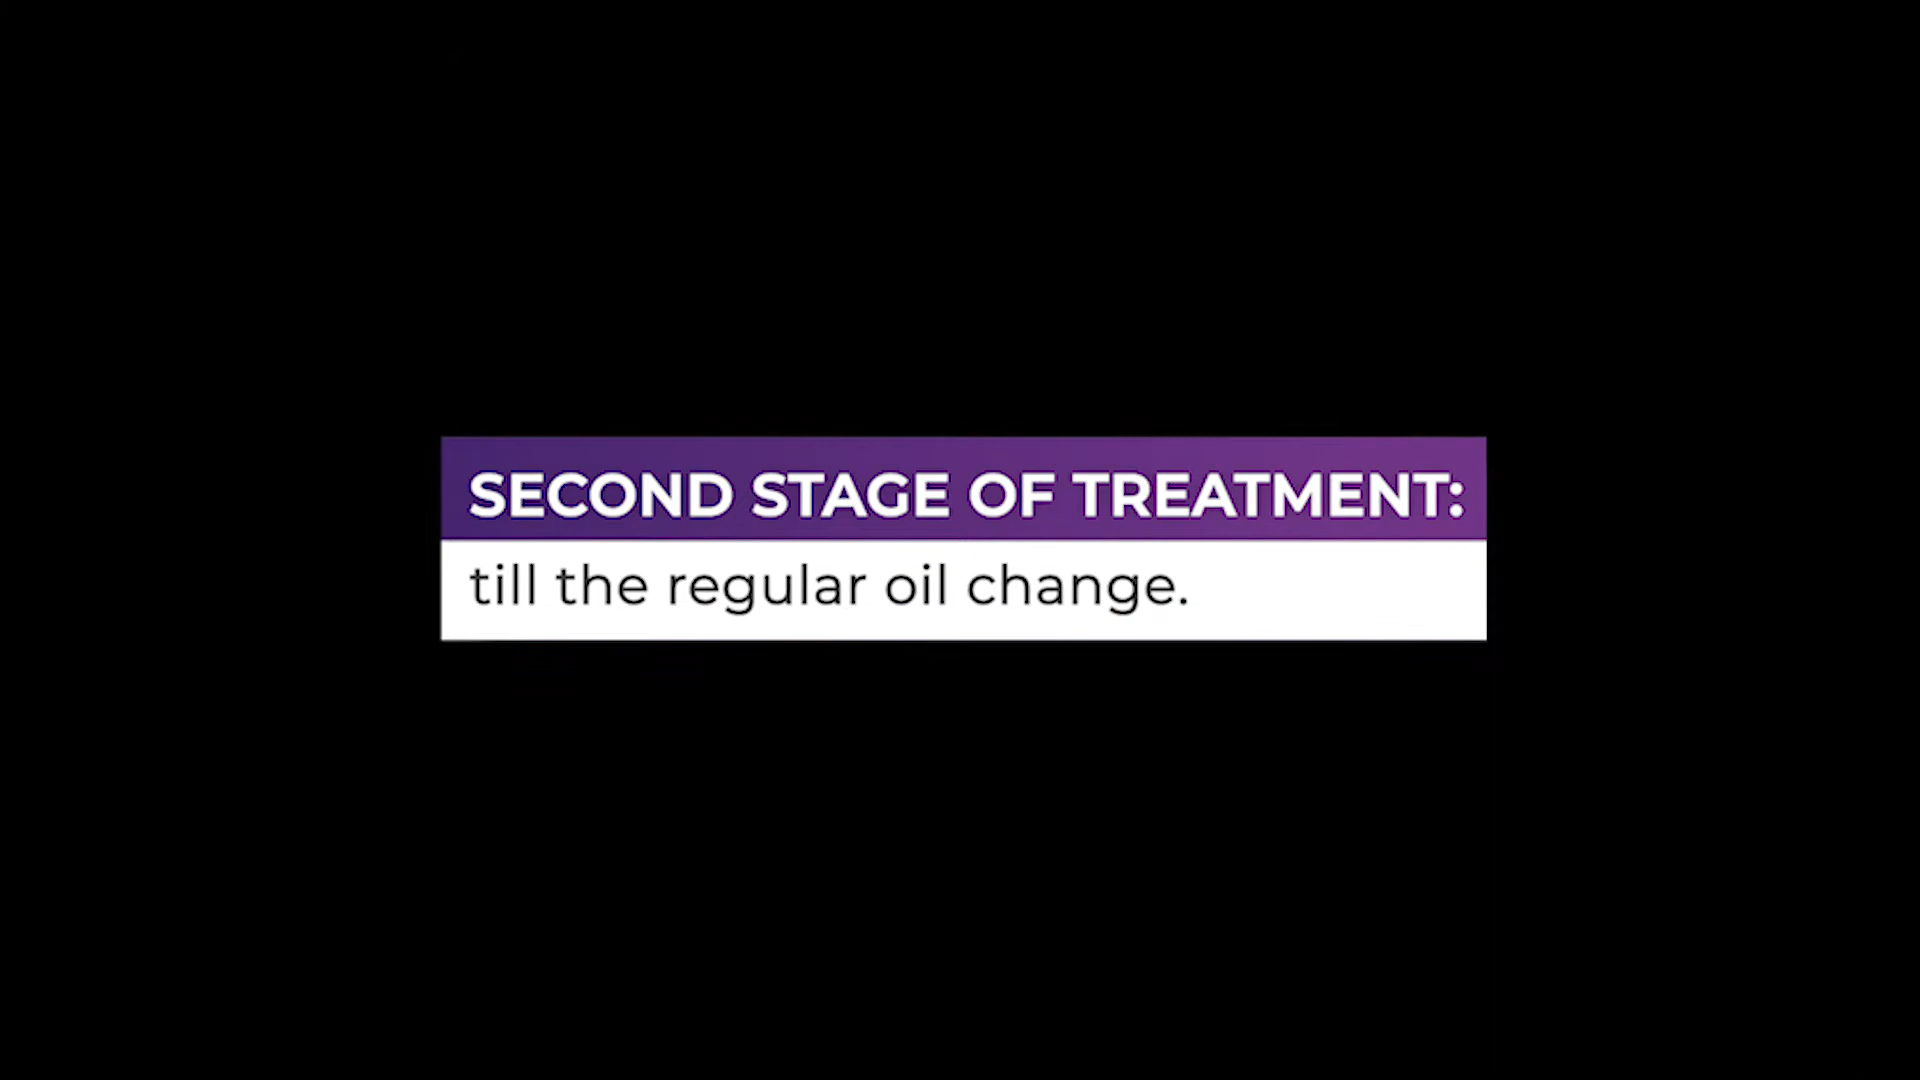 SECOND STAGE OF TREATMENT:
till the regular oil change.